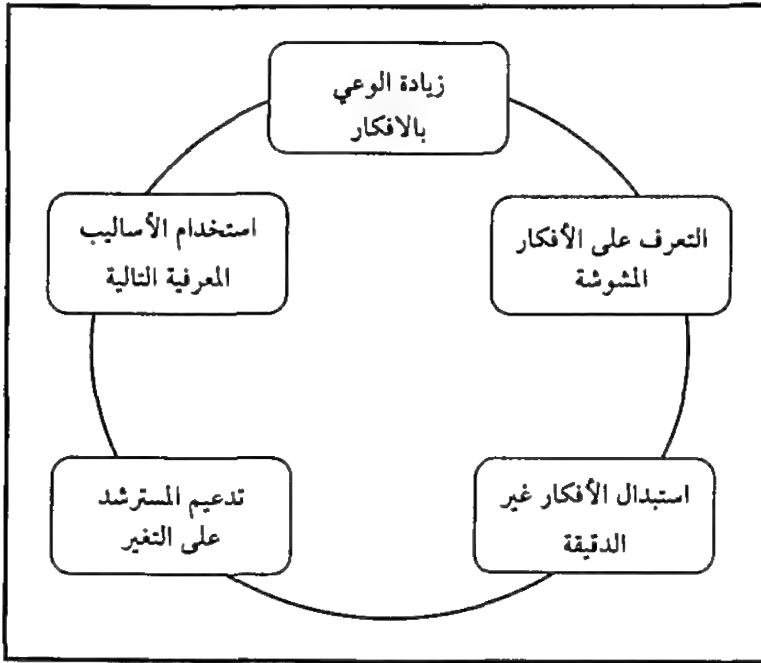 زيادة الوعي
بالافكار
التعرف على الأفكار
المشوشة
استبدال الأفكار غير
الدقيقة
تدعيم المسترشد
على التغير
استخدام الأساليب
المعرفية التالية